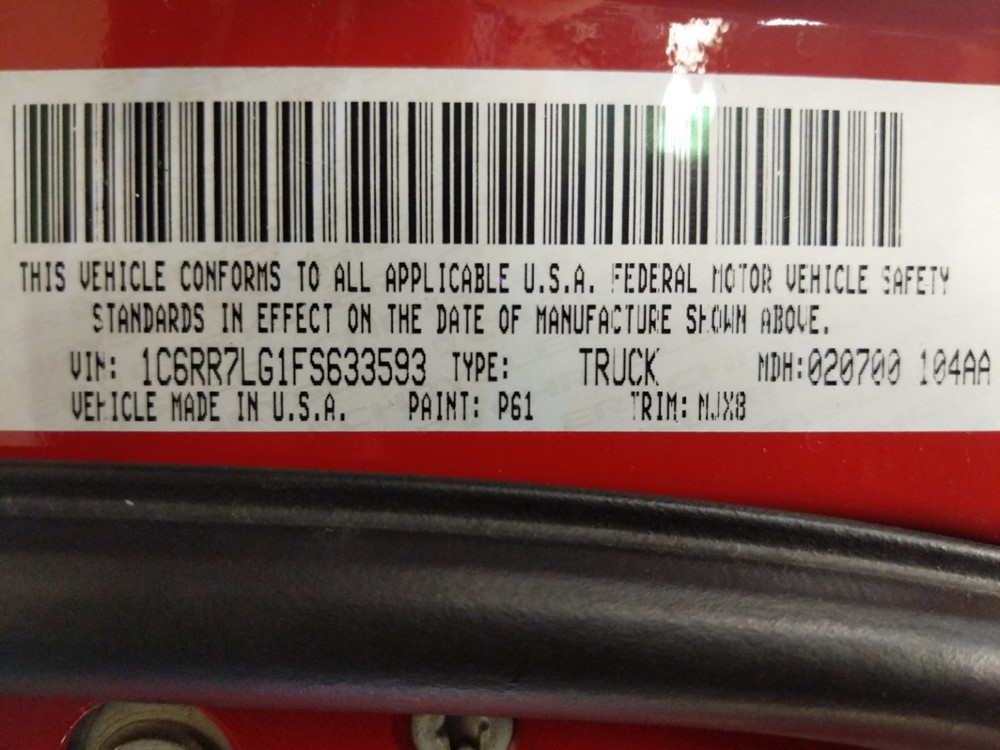 THIS VEHICLE CONFORMS TO ALL APPLICABLE U.S.A. FEDERAL MOTOR VEHICLE SAFETY
STANDARDS IN EFFECT ON THE DATE OF MANUFACTURE SHOWN ABOVE.
VIN: 1C6RR7LG1FS633593 TYPE: TRUCK MDH:020700 104AA
VEHICLE MADE IN U.S.A. PAINT: P61 TRIM: MJX8